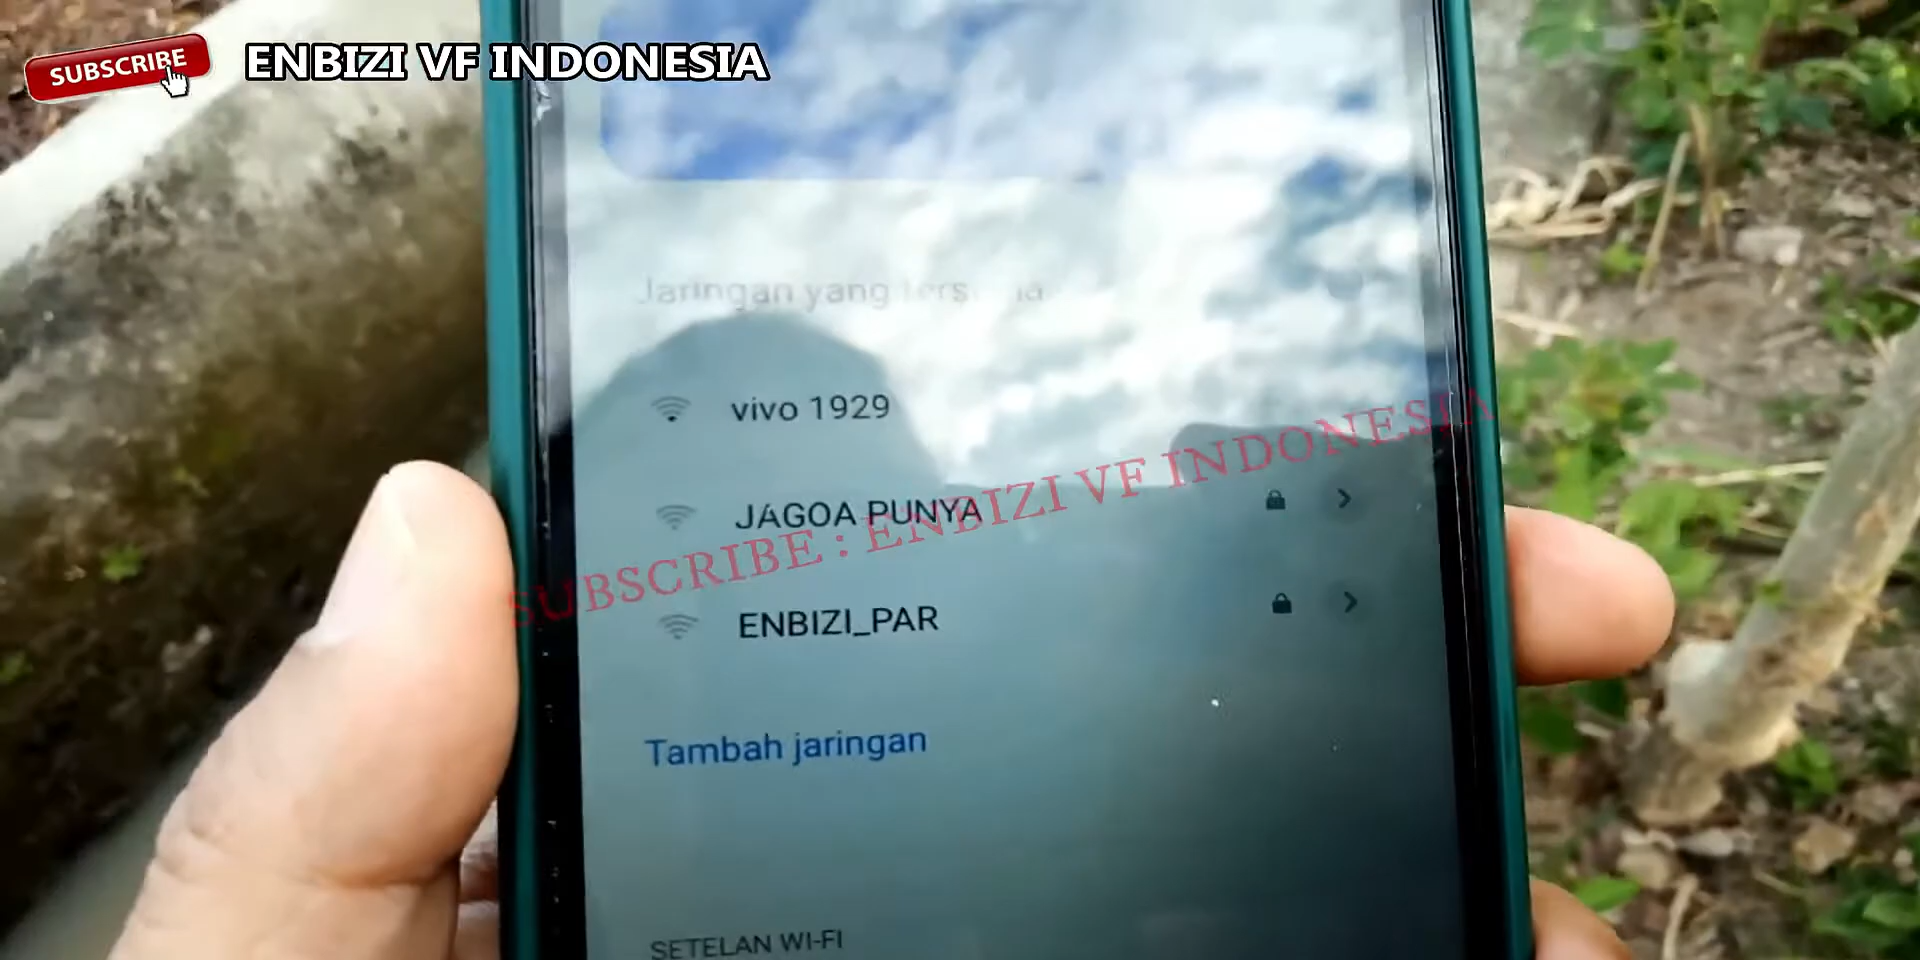 SUBSCRIBE
ENBIZI VF INDONESIA
Jaringan yang
vivo 1929
JAGOA PUNYA
SUBSCRIBE : ENBIZI VF INDONESIA
ENBIZI_PAR
Tambah jaringan
SETELAN WI-FI